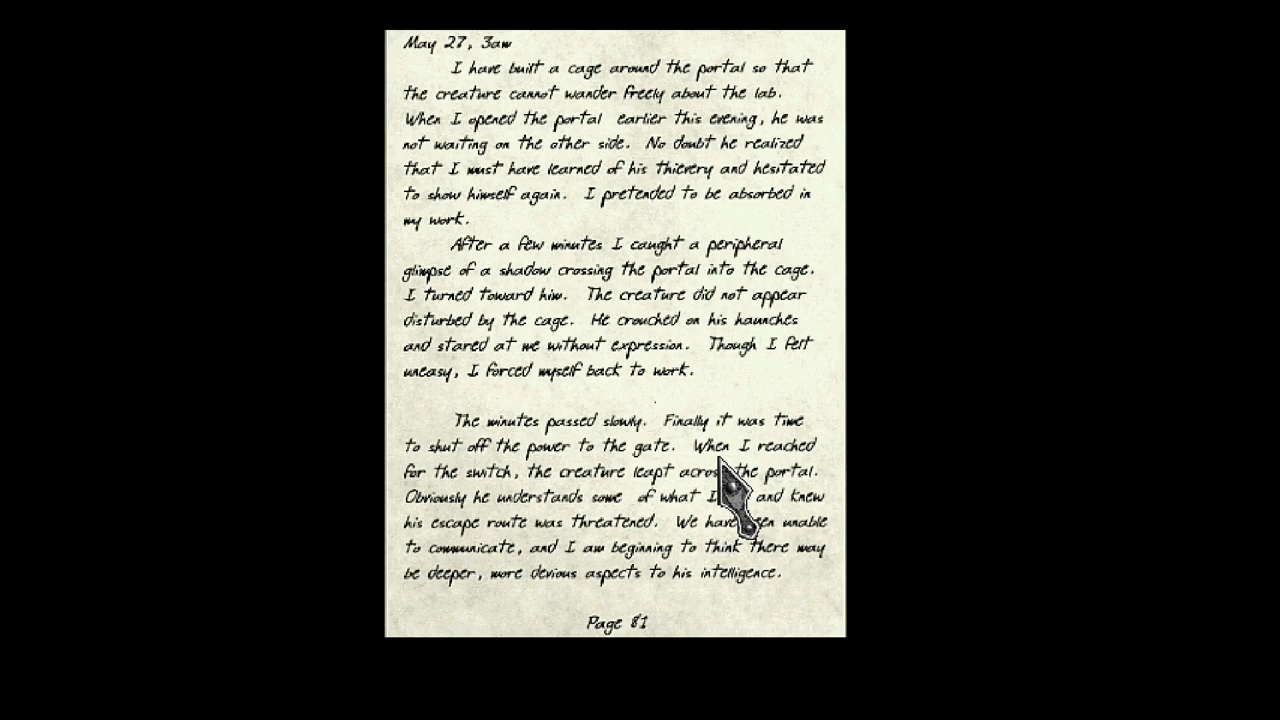 May 27, 3am
I have built a cage around the portal so that
the creature cannot wander freely about the lab.
When I opened the portal earlier this evening, he was
not waiting on the other side. No doubt he realized
that I must have learned of his thievery and hesitated
to show himself again. I pretended to be absorbed in
my work.
After a few minutes I caught a peripheral
glimpse of a shadow crossing the portal into the cage.
I turned toward him. The creature did not appear
disturbed by the cage. He crouched on his haunches
and stared at me without expression. Though I felt
uneasy, I forced myself back to work.
The minutes passed slowly. Finally it was time
to shut off the power to the gate. When I reached
for the switch, the creature leapt across the portal.
Obviously he understands some of what I and knew
his escape route was threatened. We have been unable
to communicate, and I am beginning to think there may
be deeper, more devious aspects to his intelligence.
Page 81